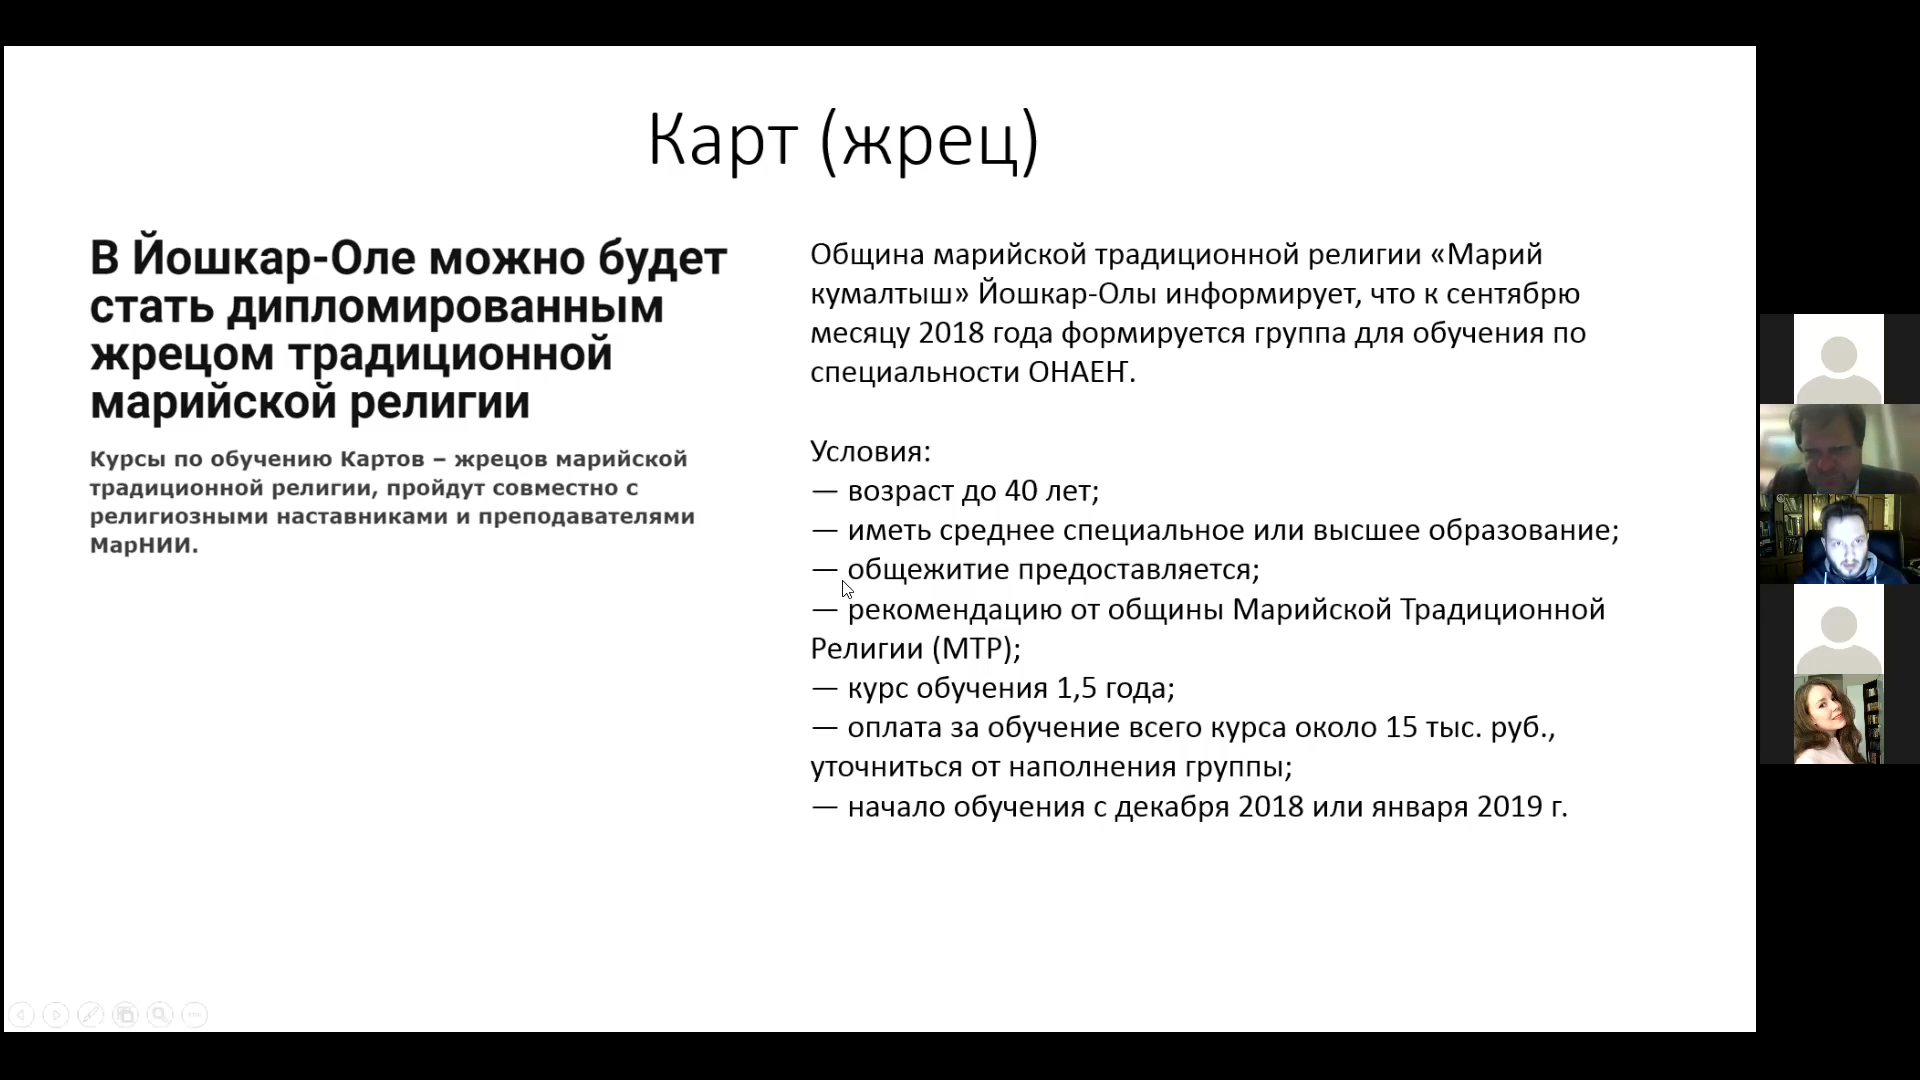 Карт (жрец)
В Йошкар-Оле можно будет
стать дипломированным
жрецом традиционной
марийской религии
Курсы по обучению Картов – жрецов марийской
традиционной религии, пройдут совместно с
религиозными наставниками и преподавателями
МарНИИ.
Община марийской традиционной религии «Марий
кумалтыш» Йошкар-Олы информирует, что к сентябрю
месяцу 2018 года формируется группа для обучения по
специальности ОНАЕҤ.
Условия:
— возраст до 40 лет;
— иметь среднее специальное или высшее образование;
— общежитие предоставляется;
— рекомендацию от общины Марийской Традиционной
Религии (МТР);
— курс обучения 1,5 года;
— оплата за обучение всего курса около 15 тыс. руб.,
уточниться от наполнения группы;
— начало обучения с декабря 2018 или января 2019 г.